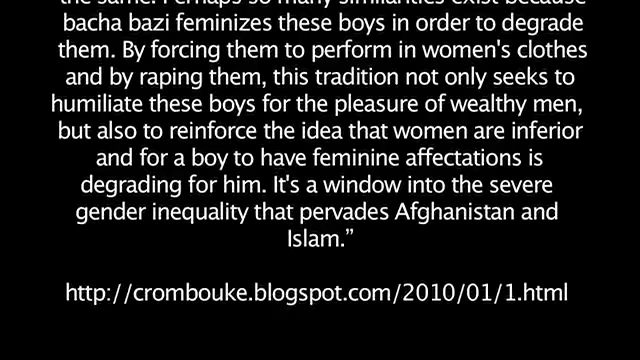 the same. Perhaps so many similarities exist because
bacha bazi feminizes these boys in order to degrade
them. By forcing them to perform in women's clothes
and by raping them, this tradition not only seeks to
humiliate these boys for the pleasure of wealthy men,
but also to reinforce the idea that women are inferior
and for a boy to have feminine affectations is
degrading for him. It's a window into the severe
gender inequality that pervades Afghanistan and
Islam.”
http://crombouke.blogspot.com/2010/01/1.html